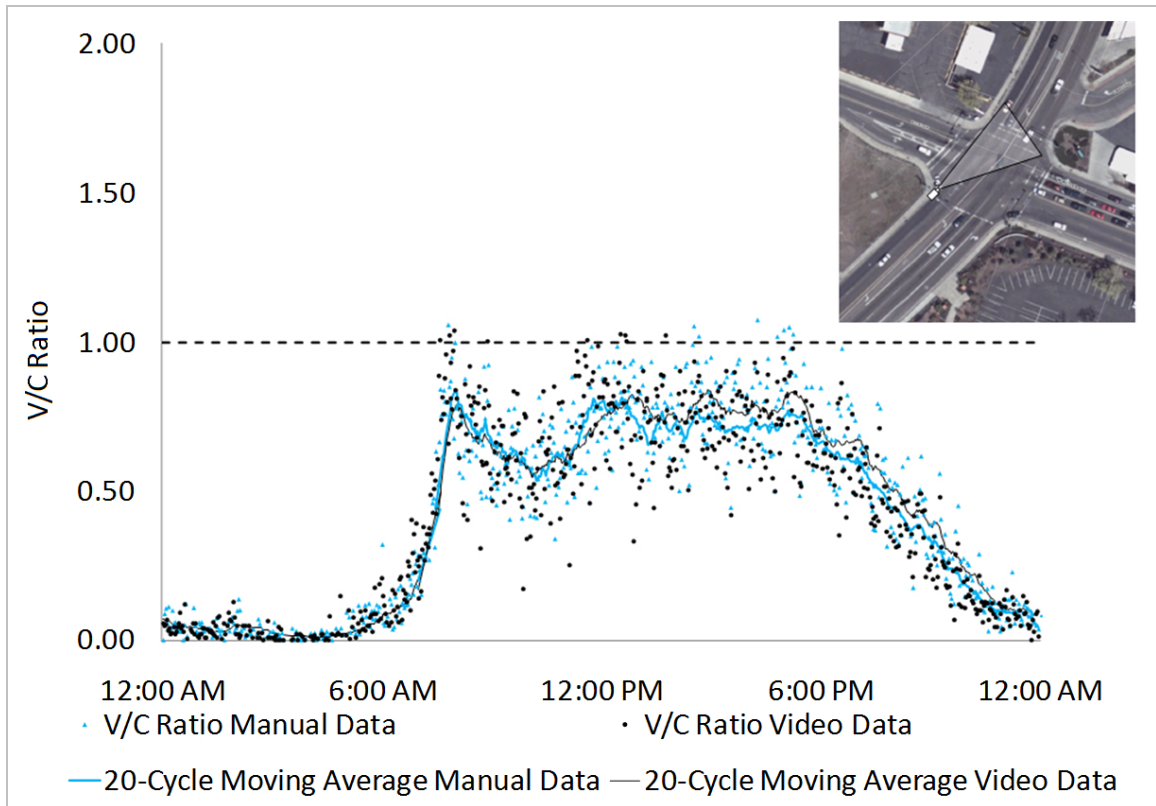 2.00
1.50
1.00
0.50
0.00
V/C Ratio
12:00 AM
6:00 AM
12:00 PM
6:00 PM
12:00 AM
V/C Ratio Manual Data
V/C Ratio Video Data
20-Cycle Moving Average Manual Data
20-Cycle Moving Average Video Data